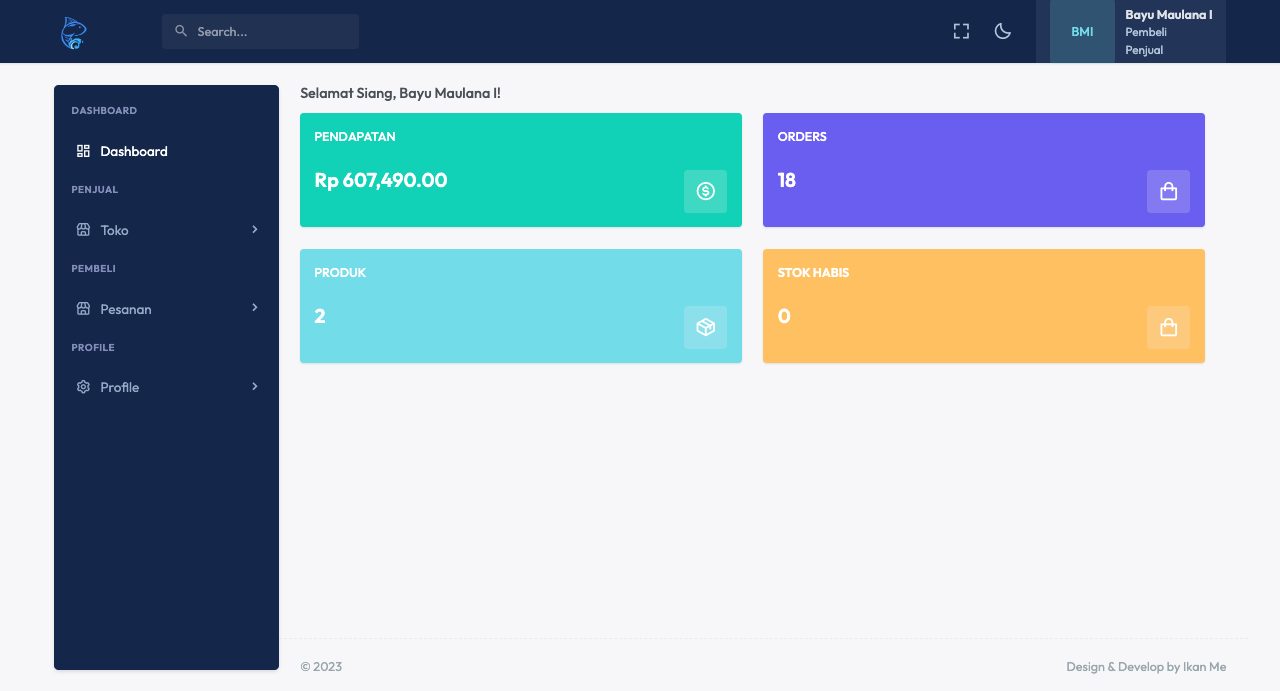 Search...
BMI
Bayu Maulana I
Pembeli
Penjual
DASHBOARD
Dashboard
PENJUAL
Toko
PEMBELI
Pesanan
PROFILE
Profile
Selamat Siang, Bayu Maulana I!
PENDAPATAN
Rp 607,490.00
ORDERS
18
PRODUK
2
STOK HABIS
0
© 2023
Design & Develop by Ikan Me